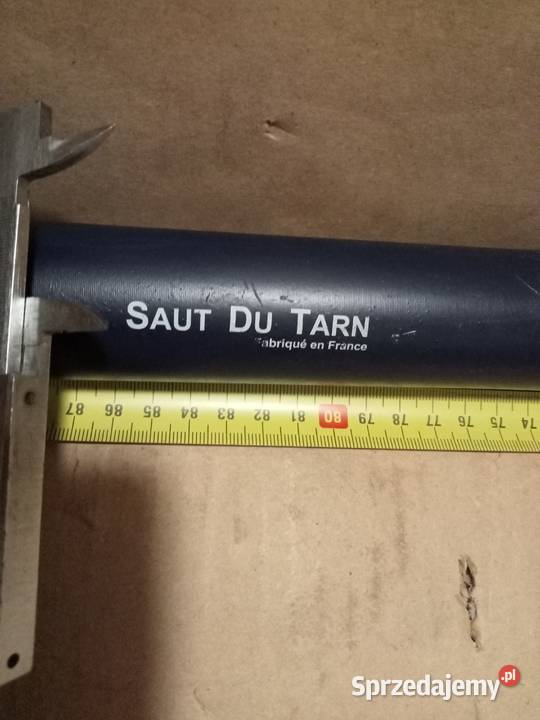 SAUT DU TARN
Fabriqué en France
87 86 85 84 83 82 81 80 79 78 77 76 75 74
Sprzedajemy.pl